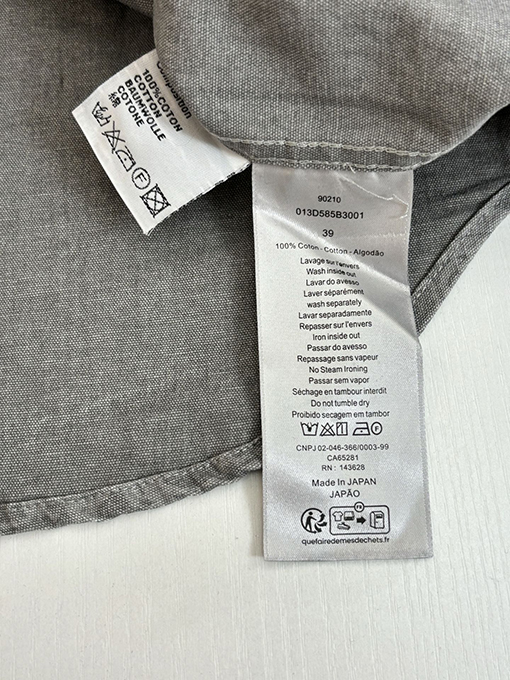 Composition
100%COTON
COTTON
BAUMWOLLE
COTONE
棉
F
90210
013D585B3001
39
100% Coton - Cotton - Algodão
Lavage sur l'envers
Wash inside out
Lavar do avesso
Laver séparément
wash separately
Lavar separadamente
Repasser sur l'envers
Iron inside out
Passar do avesso
Repassage sans vapeur
No Steam Ironing
Passar sem vapor
Séchage en tambour interdit
Do not tumble dry
Proibido secagem em tambor
F
CNPJ 02-046-366/0003-99
CA65281
RN : 143628
Made In JAPAN
JAPÃO
FR
quefairedemesdechets.fr